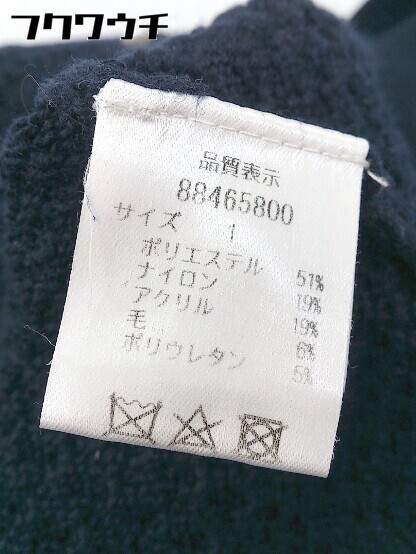 フクワウチ
品質表示
88465800
サイズ 1
ポリエステル 51%
ナイロン 19%
アクリル 19%
毛 6%
ポリウレタン 5%